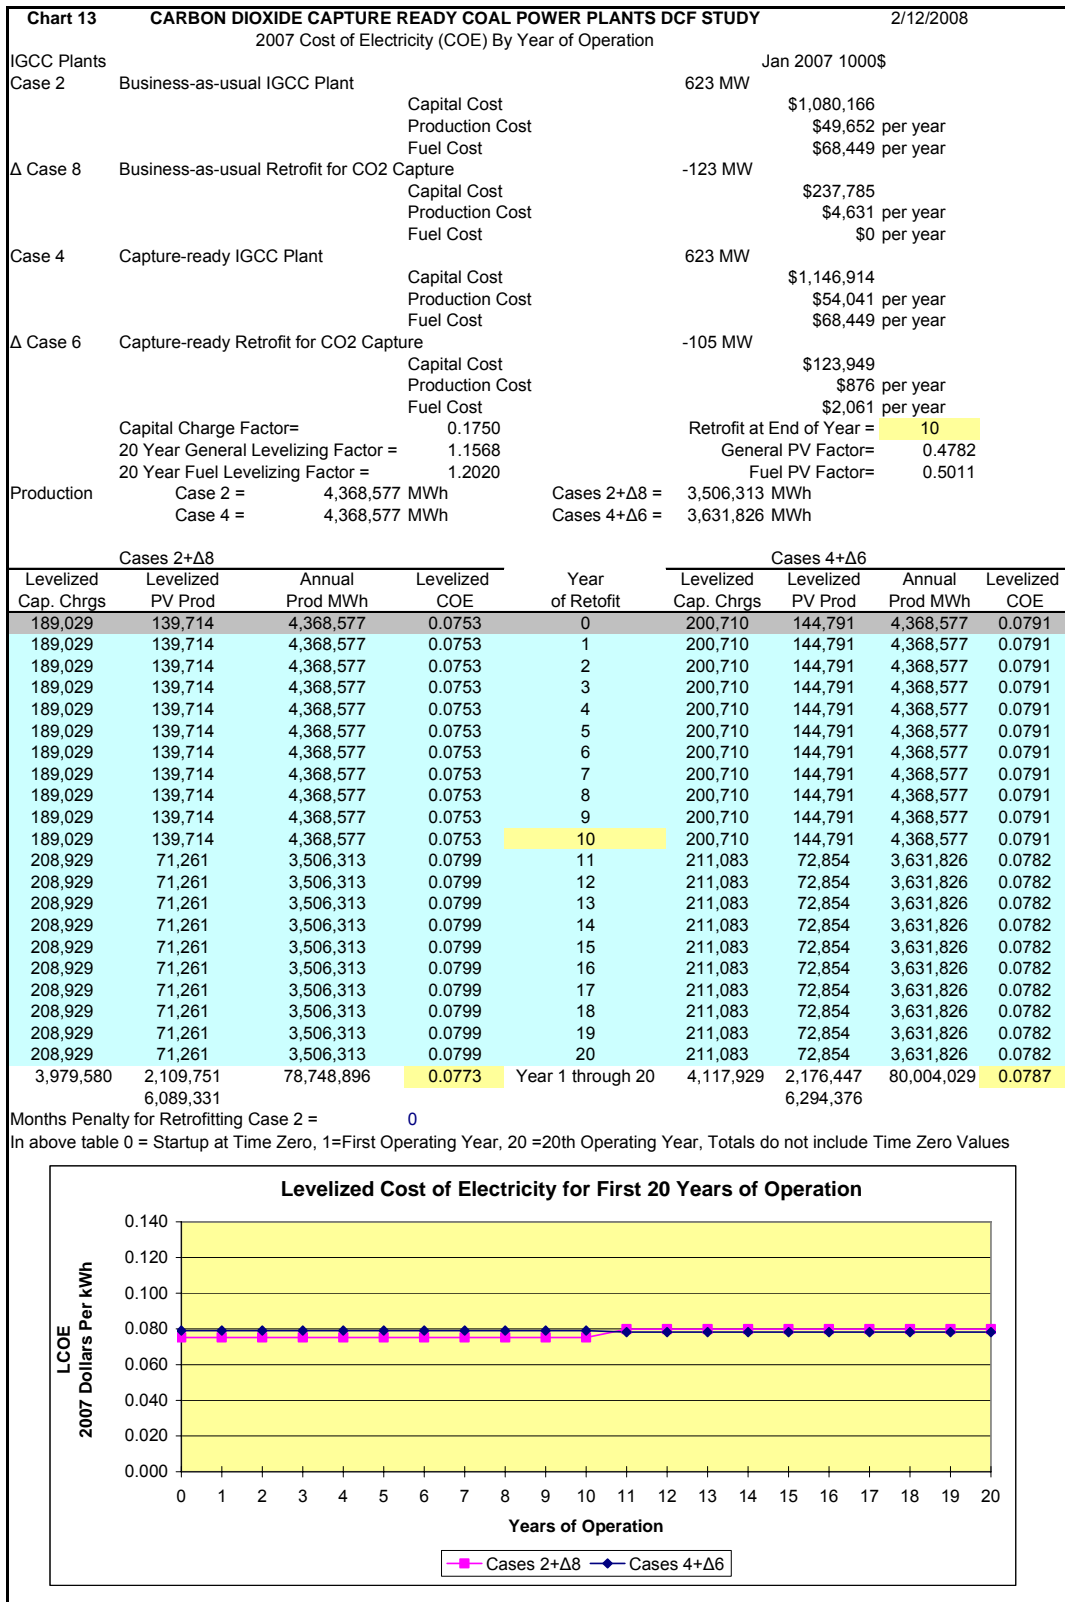 Chart 13 CARBON DIOXIDE CAPTURE READY COAL POWER PLANTS DCF STUDY 2/12/2008
2007 Cost of Electricity (COE) By Year of Operation
IGCC Plants Jan 2007 1000$
Case 2 Business-as-usual IGCC Plant 623 MW
Capital Cost $1,080,166
Production Cost $49,652 per year
Fuel Cost $68,449 per year
Δ Case 8 Business-as-usual Retrofit for CO2 Capture -123 MW
Capital Cost $237,785
Production Cost $4,631 per year
Fuel Cost $0 per year
Case 4 Capture-ready IGCC Plant 623 MW
Capital Cost $1,146,914
Production Cost $54,041 per year
Fuel Cost $68,449 per year
Δ Case 6 Capture-ready Retrofit for CO2 Capture -105 MW
Capital Cost $123,949
Production Cost $876 per year
Fuel Cost $2,061 per year
Capital Charge Factor= 0.1750 Retrofit at End of Year = 10
20 Year General Levelizing Factor = 1.1568 General PV Factor= 0.4782
20 Year Fuel Levelizing Factor = 1.2020 Fuel PV Factor= 0.5011
Production Case 2 = 4,368,577 MWh Cases 2+Δ8 = 3,506,313 MWh
Case 4 = 4,368,577 MWh Cases 4+Δ6 = 3,631,826 MWh
Cases 2+Δ8 Cases 4+Δ6
Levelized Levelized Annual Levelized Year Levelized Levelized Annual Levelized
Cap. Chrgs PV Prod Prod MWh COE of Retofit Cap. Chrgs PV Prod Prod MWh COE
189,029 139,714 4,368,577 0.0753 0 200,710 144,791 4,368,577 0.0791
189,029 139,714 4,368,577 0.0753 1 200,710 144,791 4,368,577 0.0791
189,029 139,714 4,368,577 0.0753 2 200,710 144,791 4,368,577 0.0791
189,029 139,714 4,368,577 0.0753 3 200,710 144,791 4,368,577 0.0791
189,029 139,714 4,368,577 0.0753 4 200,710 144,791 4,368,577 0.0791
189,029 139,714 4,368,577 0.0753 5 200,710 144,791 4,368,577 0.0791
189,029 139,714 4,368,577 0.0753 6 200,710 144,791 4,368,577 0.0791
189,029 139,714 4,368,577 0.0753 7 200,710 144,791 4,368,577 0.0791
189,029 139,714 4,368,577 0.0753 8 200,710 144,791 4,368,577 0.0791
189,029 139,714 4,368,577 0.0753 9 200,710 144,791 4,368,577 0.0791
189,029 139,714 4,368,577 0.0753 10 200,710 144,791 4,368,577 0.0791
208,929 71,261 3,506,313 0.0799 11 211,083 72,854 3,631,826 0.0782
208,929 71,261 3,506,313 0.0799 12 211,083 72,854 3,631,826 0.0782
208,929 71,261 3,506,313 0.0799 13 211,083 72,854 3,631,826 0.0782
208,929 71,261 3,506,313 0.0799 14 211,083 72,854 3,631,826 0.0782
208,929 71,261 3,506,313 0.0799 15 211,083 72,854 3,631,826 0.0782
208,929 71,261 3,506,313 0.0799 16 211,083 72,854 3,631,826 0.0782
208,929 71,261 3,506,313 0.0799 17 211,083 72,854 3,631,826 0.0782
208,929 71,261 3,506,313 0.0799 18 211,083 72,854 3,631,826 0.0782
208,929 71,261 3,506,313 0.0799 19 211,083 72,854 3,631,826 0.0782
208,929 71,261 3,506,313 0.0799 20 211,083 72,854 3,631,826 0.0782
3,979,580 2,109,751 78,748,896 0.0773 Year 1 through 20 4,117,929 2,176,447 80,004,029 0.0787
6,089,331 6,294,376
Months Penalty for Retrofitting Case 2 = 0
In above table 0 = Startup at Time Zero, 1=First Operating Year, 20 =20th Operating Year, Totals do not include Time Zero Values
Levelized Cost of Electricity for First 20 Years of Operation
LCOE
2007 Dollars Per kWh
0.140
0.120
0.100
0.080
0.060
0.040
0.020
0.000
0 1 2 3 4 5 6 7 8 9 10 11 12 13 14 15 16 17 18 19 20
Years of Operation
Cases 2+Δ8 Cases 4+Δ6